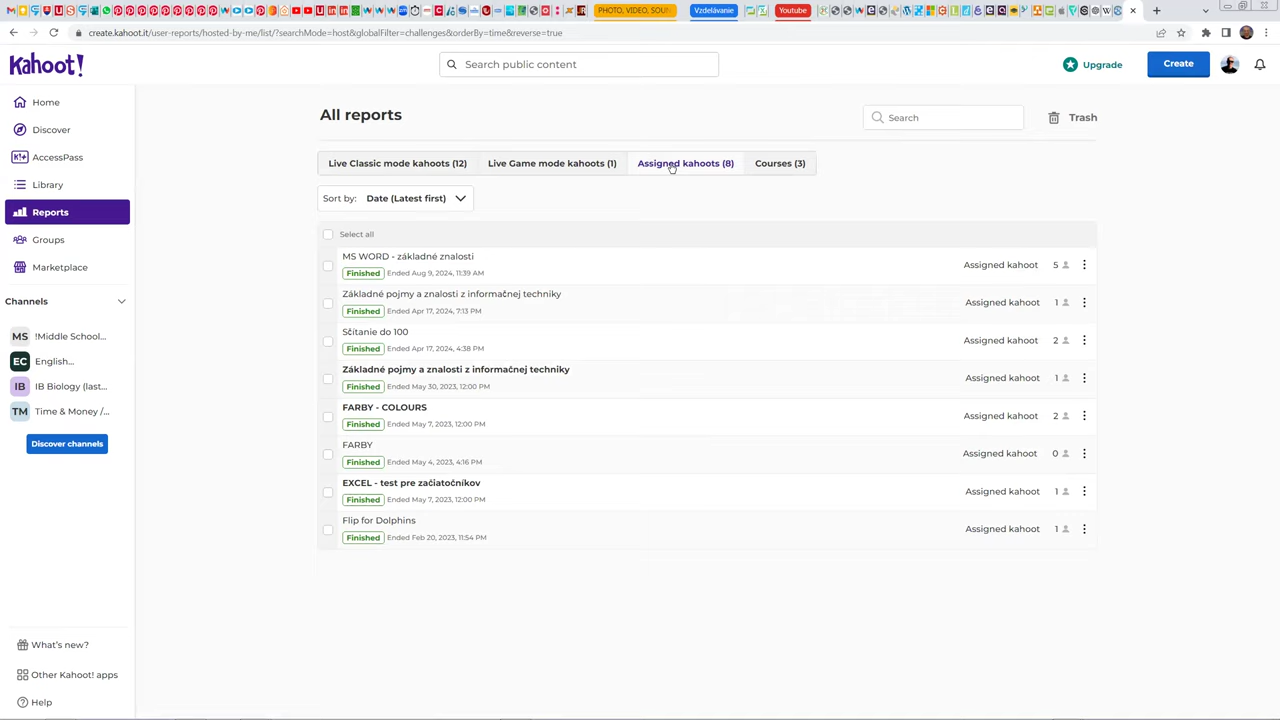 PHOTO, VIDEO, SOUN
Vzdelávanie
Youtube
create.kahoot.it/user-reports/hosted-by-me/list/?searchMode=host&globalFilter=challenges&orderBy=time&reverse=true
Kahoot!
Search public content
Upgrade
Create
Home
Discover
AccessPass
Library
Reports
Groups
Marketplace
Channels
MS !Middle School...
EC English...
IB IB Biology (last...
TM Time & Money /...
Discover channels
What's new?
Other Kahoot! apps
Help
All reports
Search
Trash
Live Classic mode kahoots (12)
Live Game mode kahoots (1)
Assigned kahoots (8)
Courses (3)
Sort by: Date (Latest first)
Select all
MS WORD - základné znalosti
Finished Ended Aug 9, 2024, 11:39 AM
Assigned kahoot 5
Základné pojmy a znalosti z informačnej techniky
Finished Ended Apr 17, 2024, 7:13 PM
Assigned kahoot 1
Sčítanie do 100
Finished Ended Apr 17, 2024, 4:38 PM
Assigned kahoot 2
Základné pojmy a znalosti z informačnej techniky
Finished Ended May 30, 2023, 12:00 PM
Assigned kahoot 1
FARBY - COLOURS
Finished Ended May 7, 2023, 12:00 PM
Assigned kahoot 2
FARBY
Finished Ended May 4, 2023, 4:16 PM
Assigned kahoot 0
EXCEL - test pre začiatočníkov
Finished Ended May 7, 2023, 12:00 PM
Assigned kahoot 1
Flip for Dolphins
Finished Ended Feb 20, 2023, 11:54 PM
Assigned kahoot 1